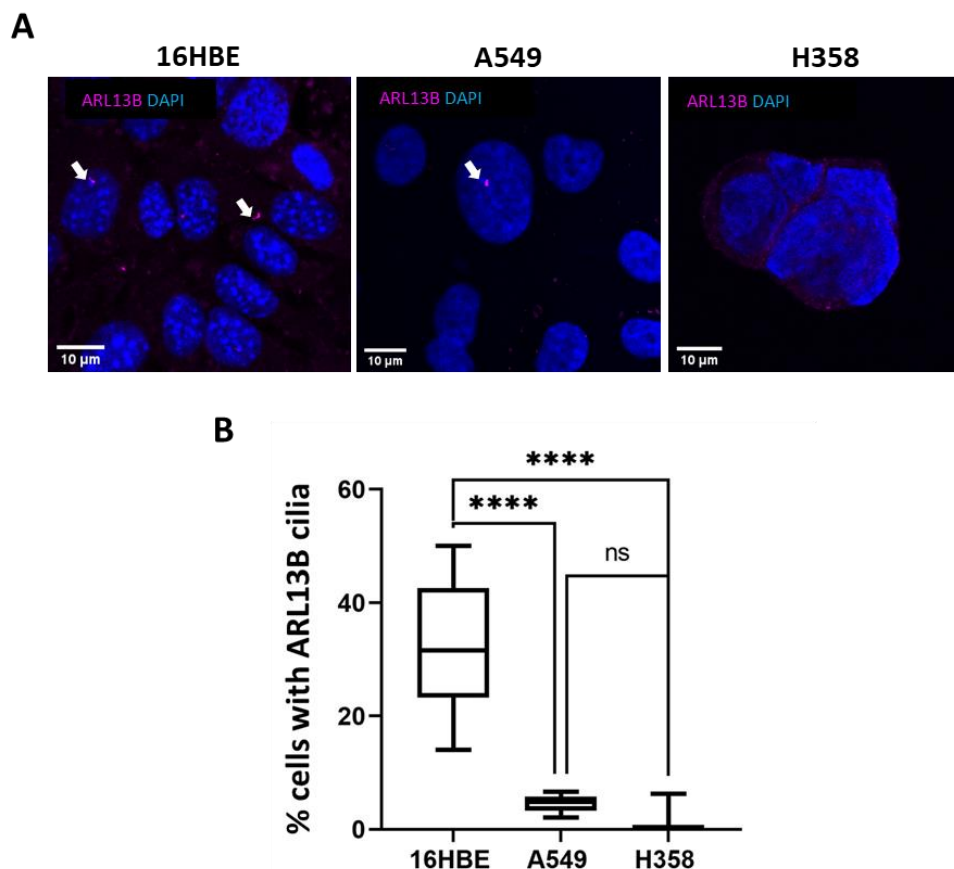 A
16HBE
A549
H358
ARL13B DAPI
ARL13B DAPI
ARL13B DAPI
10 µm
10 µm
10 µm
B
% cells with ARL13B cilia
60
40
20
0
****
****
ns
16HBE
A549
H358